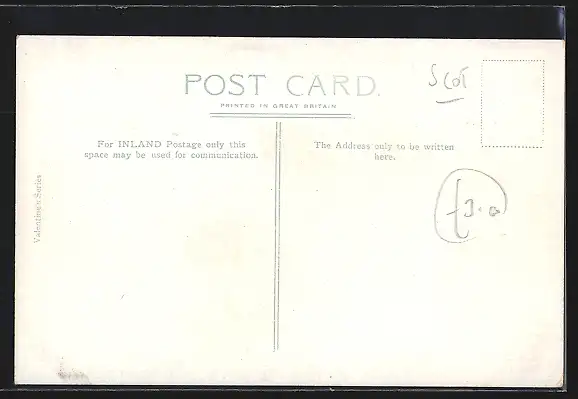 POST CARD.
PRINTED IN GREAT BRITAIN
SCOT
For INLAND Postage only this
space may be used for communication.
The Address only to be written
here.
Valentine's Series